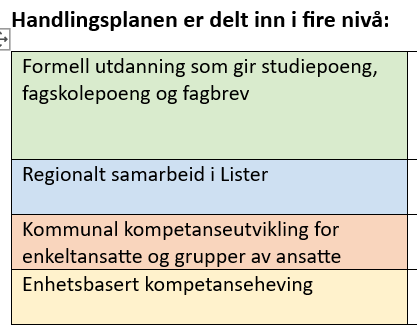 Handlingsplanen er delt inn i fire nivå:
Formell utdanning som gir studiepoeng,
fagskolepoeng og fagbrev
Regionalt samarbeid i Lister
Kommunal kompetanseutvikling for
enkeltansatte og grupper av ansatte
Enhetsbasert kompetanseheving